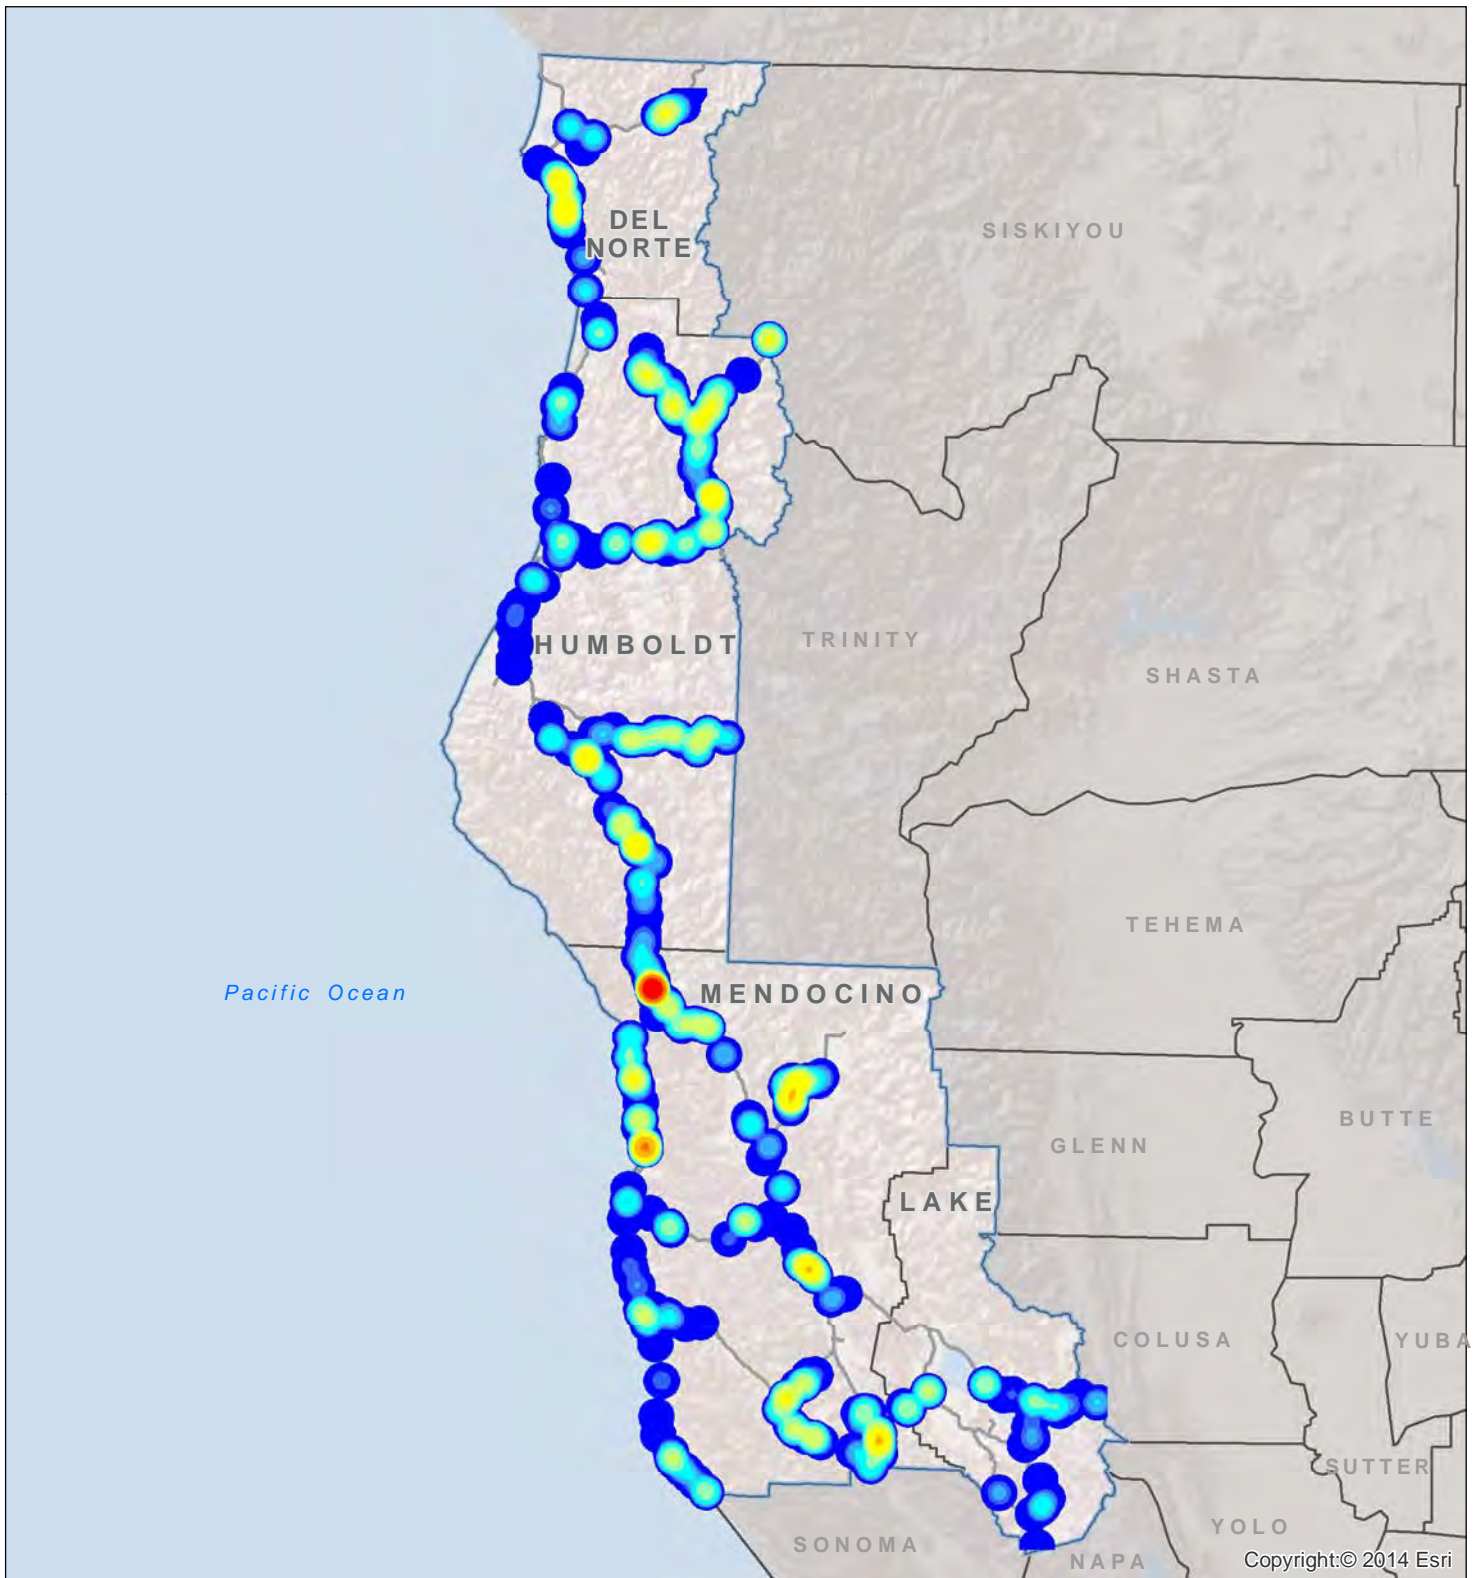 DEL
NORTE
SISKIYOU
HUMBOLDT
TRINITY
SHASTA
TEHEMA
Pacific Ocean
MENDOCINO
BUTTE
GLENN
LAKE
COLUSA
YUBA
SUTTER
YOLO
SONOMA
NAPA
Copyright:© 2014 Esri